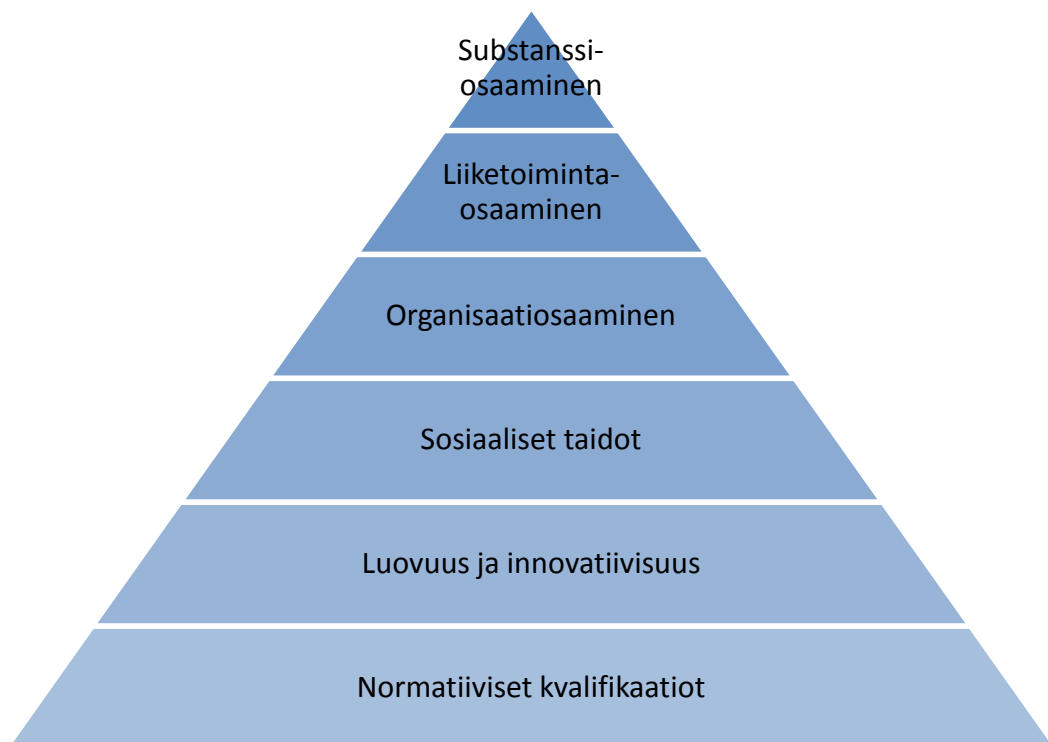 Substanssi-
osaaminen
Liiketoiminta-
osaaminen
Organisaatiosaaminen
Sosiaaliset taidot
Luovuus ja innovatiivisuus
Normatiiviset kvalifikaatiot